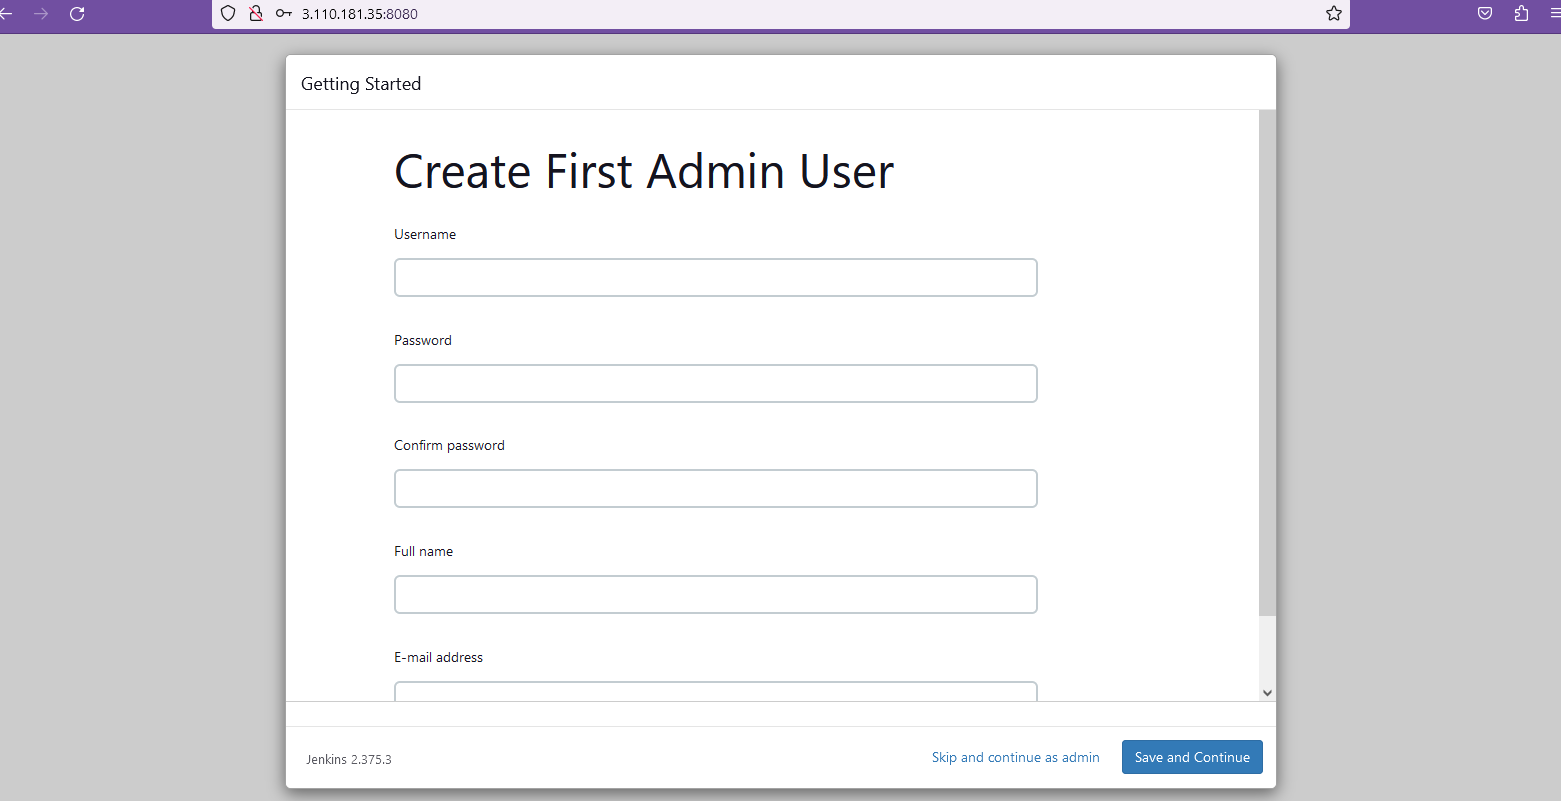 3.110.181.35:8080
Getting Started
Create First Admin User
Username
Password
Confirm password
Full name
E-mail address
Jenkins 2.375.3
Skip and continue as admin
Save and Continue